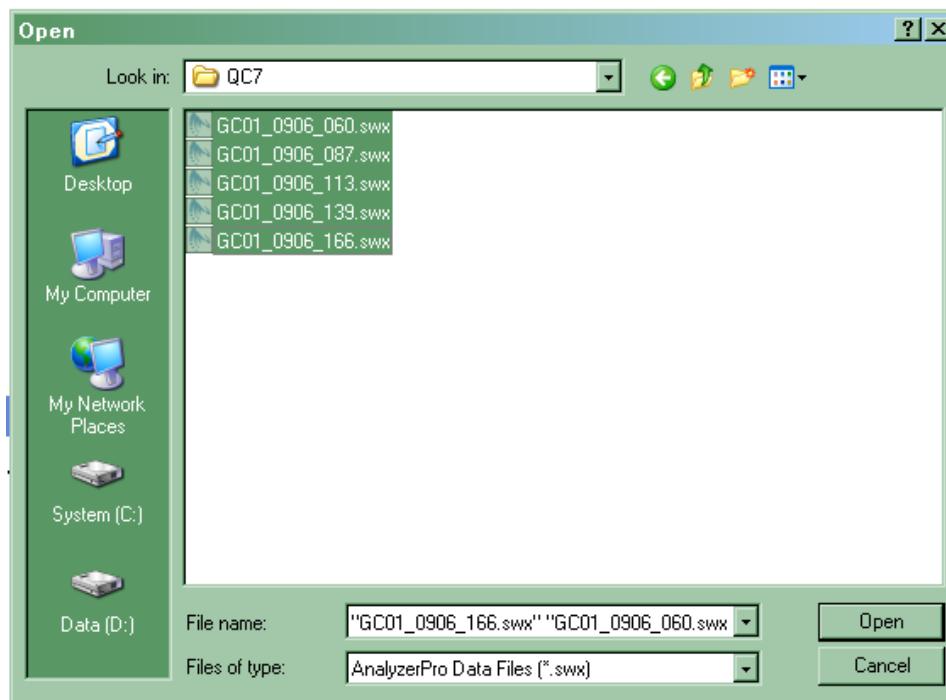 Open
Look in:
QC7
Desktop
My Computer
My Network
Places
System (C:)
Data (D:)
GC01_0906_060.swx
GC01_0906_087.swx
GC01_0906_113.swx
GC01_0906_139.swx
GC01_0906_166.swx
File name:
"GC01_0906_166.swx" "GC01_0906_060.swx
Open
Files of type:
AnalyzerPro Data Files (*.swx)
Cancel